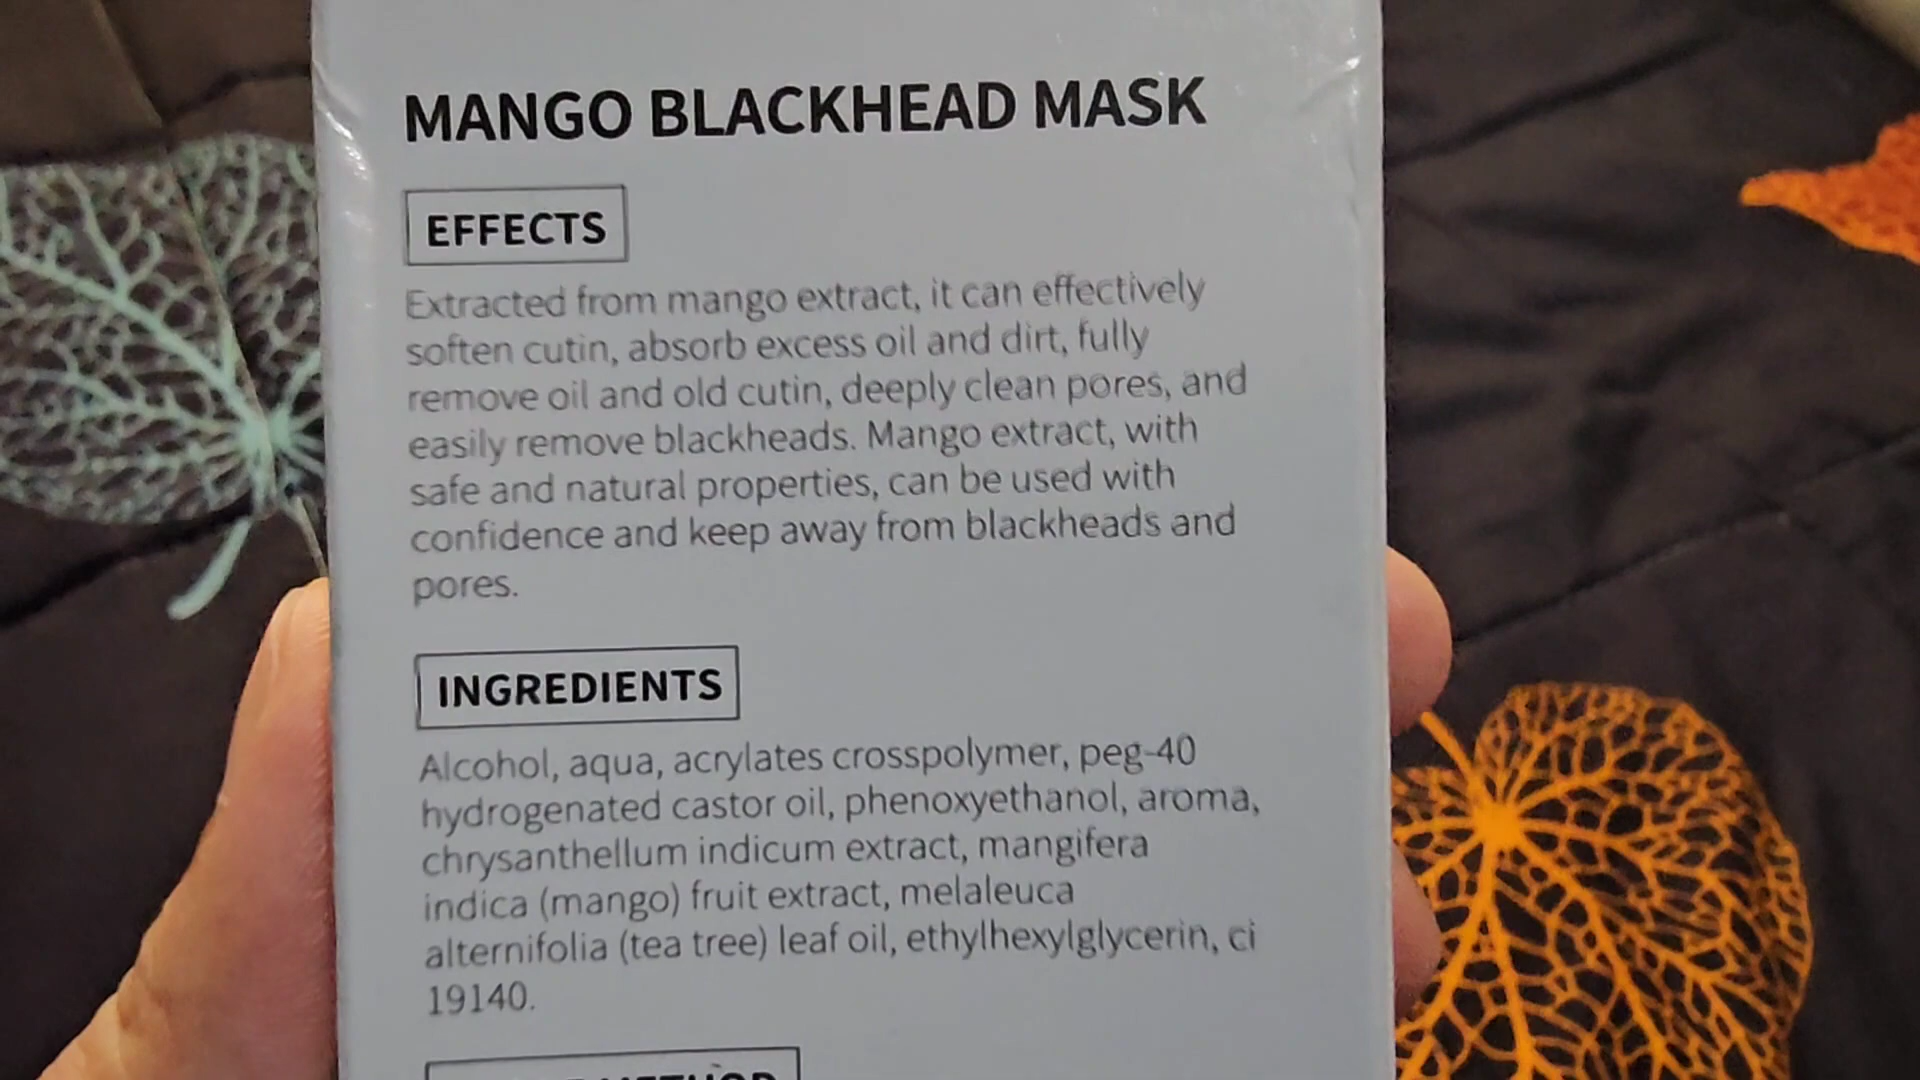 MANGO BLACKHEAD MASK
EFFECTS
Extracted from mango extract, it can effectively
soften cutin, absorb excess oil and dirt, fully
remove oil and old cutin, deeply clean pores, and
easily remove blackheads. Mango extract, with
safe and natural properties, can be used with
confidence and keep away from blackheads and
pores.
INGREDIENTS
Alcohol, aqua, acrylates crosspolymer, peg-40
hydrogenated castor oil, phenoxyethanol, aroma,
chrysanthellum indicum extract, mangifera
indica (mango) fruit extract, melaleuca
alternifolia (tea tree) leaf oil, ethylhexylglycerin, ci
19140.
METHOD